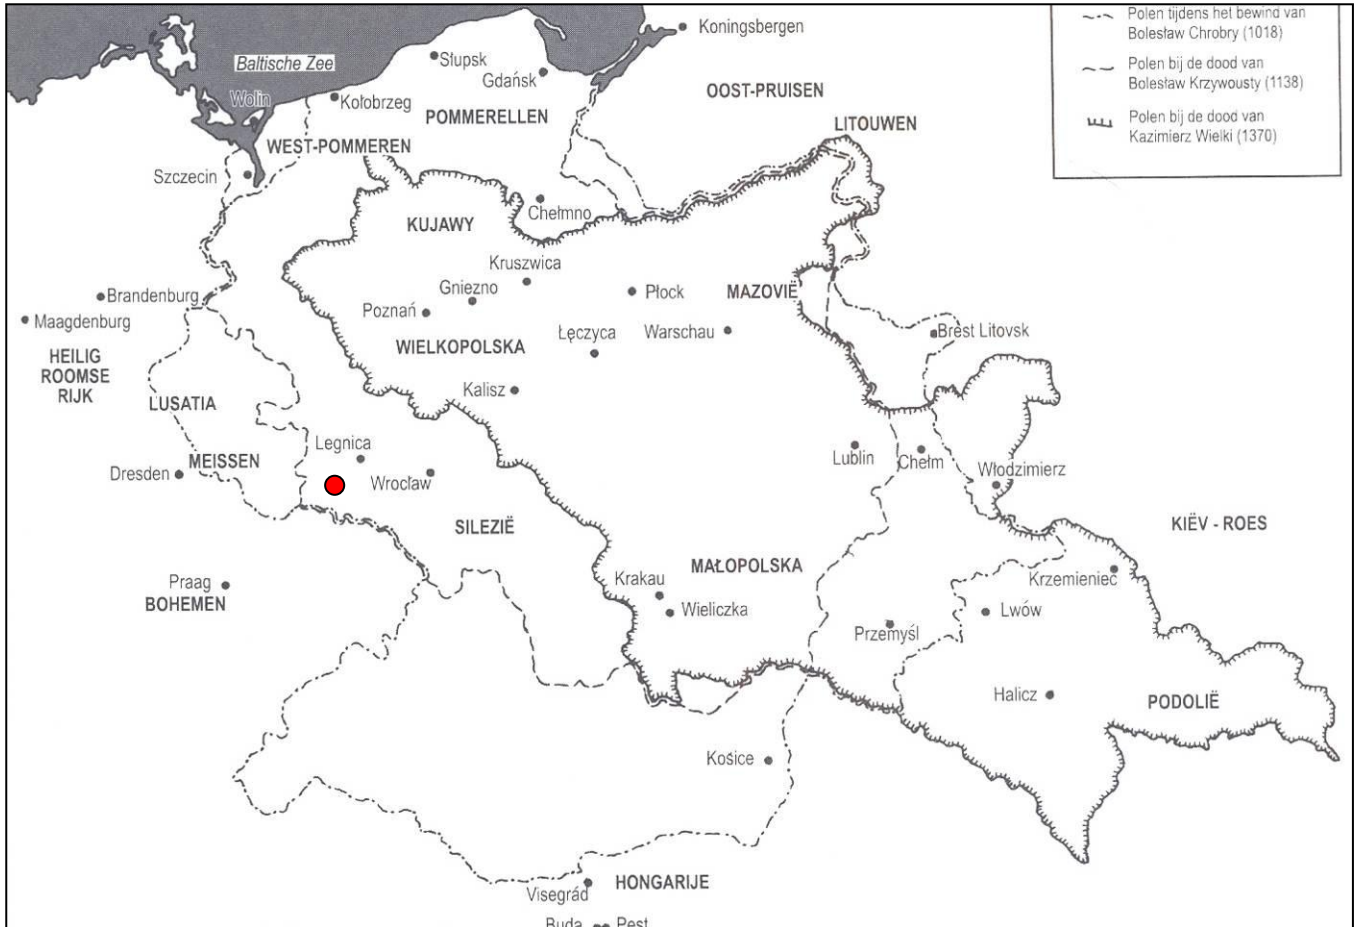 Polen tijdens het bewind van
Bolesław Chrobry (1018)
Polen bij de dood van
Bolesław Krzywousty (1138)
Polen bij de dood van
Kazimierz Wielki (1370)
Koningsbergen
Słupsk
Baltische Zee
Gdańsk
OOST-PRUISEN
Wolin
Kołobrzeg
POMMERELLEN
LITOUWEN
WEST-POMMEREN
Szczecin
Chełmno
KUJAWY
Kruszwica
Gniezno
Płock
MAZOVIË
Brandenburg
Maagdenburg
Poznań
Łęczyca
Warschau
Brest Litovsk
HEILIG
ROOMSE
RIJK
WIELKOPOLSKA
Kalisz
LUSATIA
Legnica
MEISSEN
Dresden
Wrocław
Lublin
Chełm
Włodzimierz
SILEZIË
KIËV - ROES
MAŁOPOLSKA
Krakau
Krzemieniec
Praag
BOHEMEN
Wieliczka
Lwów
Przemyśl
Halicz
PODOLIË
Košice
Visegrád
HONGARIJE
Buda
Pest